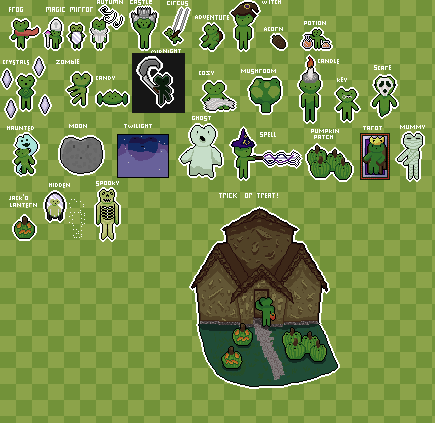 FROG
MAGIC
MIRROR
AUTUMN
CASTLE
CIRCUS
ADVENTURE
WITCH
ACORN
POTION
CRYSTALS
ZOMBIE
CANDY
MIDNIGHT
COZY
MUSHROOM
CANDLE
KEY
SCARE
HAUNTED
MOON
TWILIGHT
GHOST
SPELL
PUMPKIN
PATCH
TAROT
MUMMY
JACK'O
LANTERN
HIDDEN
SPOOKY
TRICK OR TREAT!